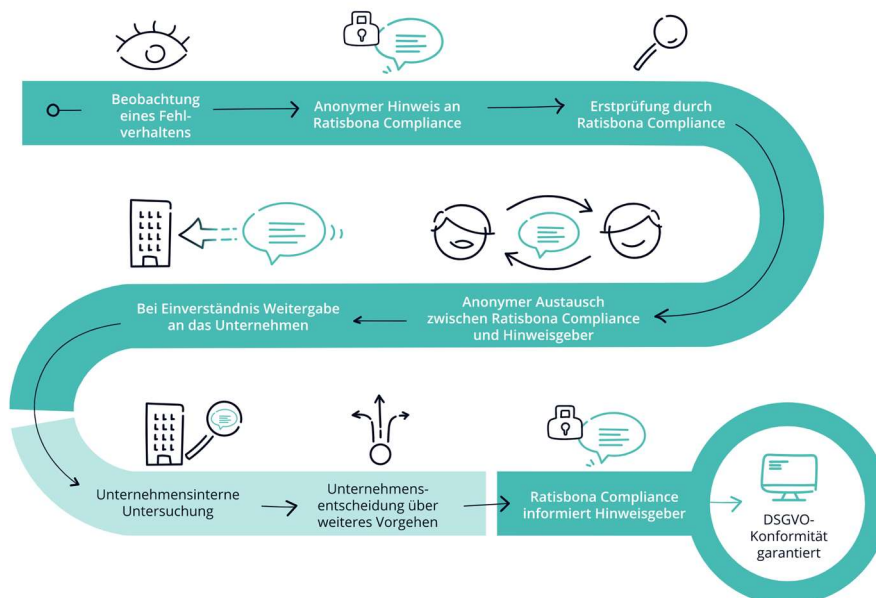 Beobachtung
eines Fehl-
verhaltens
Anonymer Hinweis an
Ratisbona Compliance
Erstprüfung durch
Ratisbona Compliance
Anonymer Austausch
zwischen Ratisbona Compliance
und Hinweisgeber
Bei Einverständnis Weitergabe
an das Unternehmen
Unternehmensinterne
Untersuchung
Unternehmens-
entscheidung über
weiteres Vorgehen
Ratisbona Compliance
informiert Hinweisgeber
DSGVO-
Konformität
garantiert